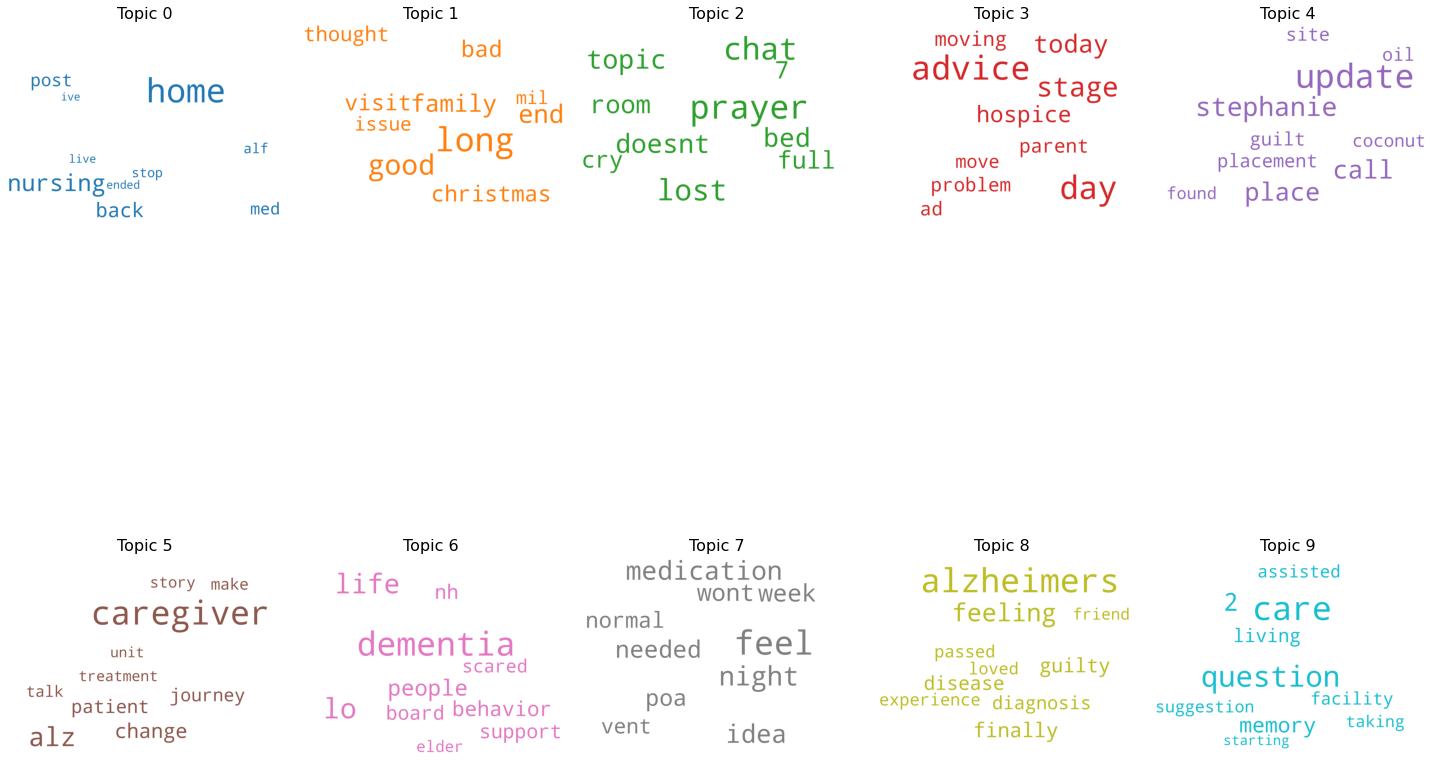 Topic 0
home
post
ive
alf
live
stop
nursing
ended
back
med
Topic 1
thought
bad
visit
family
mil
end
issue
long
good
christmas
Topic 2
chat
topic
7
room
prayer
doesnt
bed
cry
full
lost
Topic 3
moving
today
advice
stage
hospice
parent
move
problem
day
ad
Topic 4
site
oil
update
stephanie
guilt
coconut
placement
call
found
place
Topic 5
story
make
caregiver
unit
treatment
talk
journey
patient
change
alz
Topic 6
life
nh
dementia
scared
people
lo
board
behavior
support
elder
Topic 7
medication
wont
week
normal
feel
needed
night
poa
vent
idea
Topic 8
alzheimers
feeling
friend
passed
loved
guilty
disease
experience
diagnosis
finally
Topic 9
assisted
2
care
living
question
facility
suggestion
memory
taking
starting